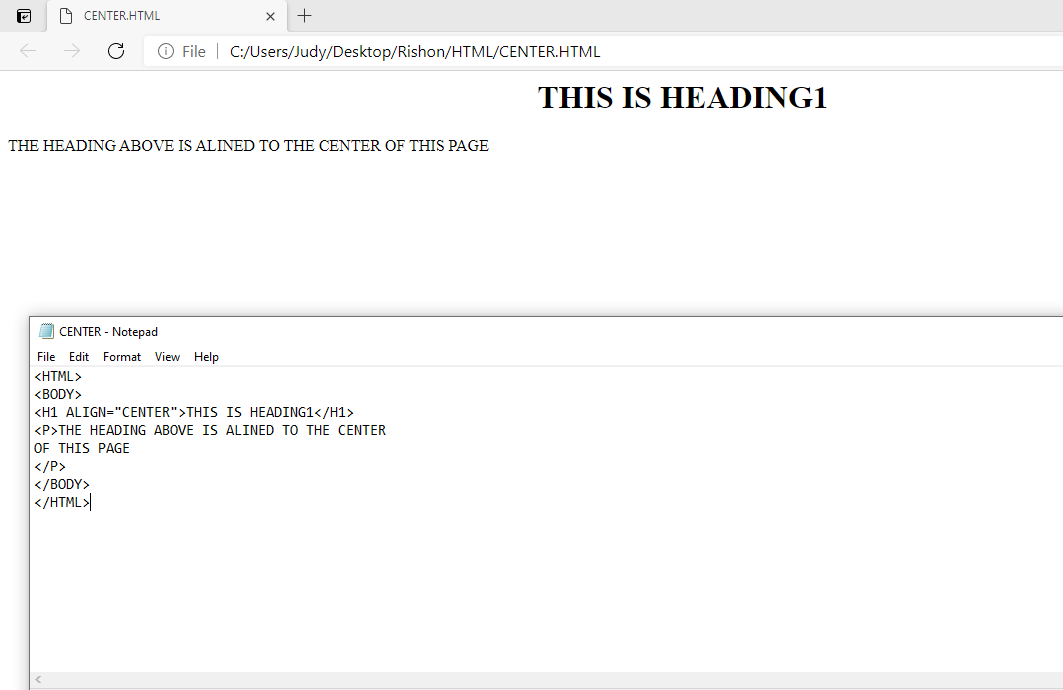 CENTER.HTML
File C:/Users/Judy/Desktop/Rishon/HTML/CENTER.HTML
THIS IS HEADING1
THE HEADING ABOVE IS ALINED TO THE CENTER OF THIS PAGE
CENTER - Notepad
File Edit Format View Help
<HTML>
<BODY>
<H1 ALIGN="CENTER">THIS IS HEADING1</H1>
<P>THE HEADING ABOVE IS ALINED TO THE CENTER
OF THIS PAGE
</P>
</BODY>
</HTML>